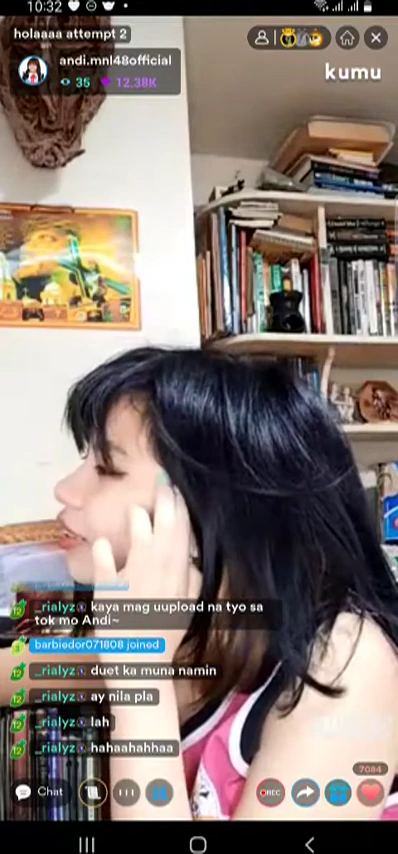 10:32
holaaaa attempt 2
andi.mnl48official
35 12.38K
kumu
_rialyz kaya mag uupload na tyo sa
tok mo Andi~
barbiedor071808 joined
_rialyz duet ka muna namin
_rialyz ay nila pla
_rialyz lah
_rialyz hahaahahhaa
7084
Chat
REC